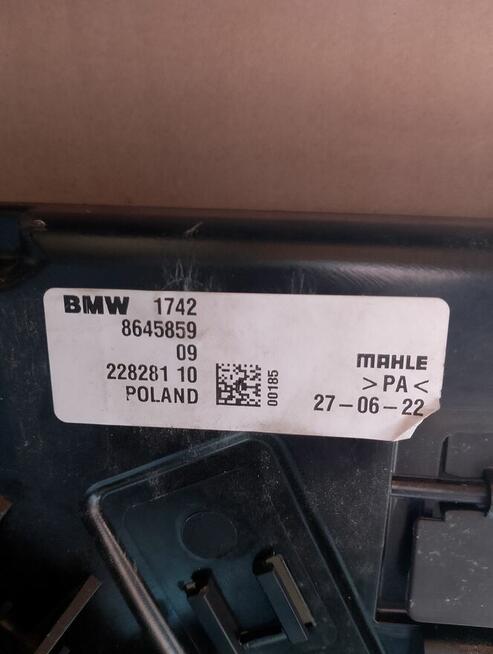 BMW 1742
8645859
09
228281 10
POLAND
00185
MAHLE
>PA<
27-06-22